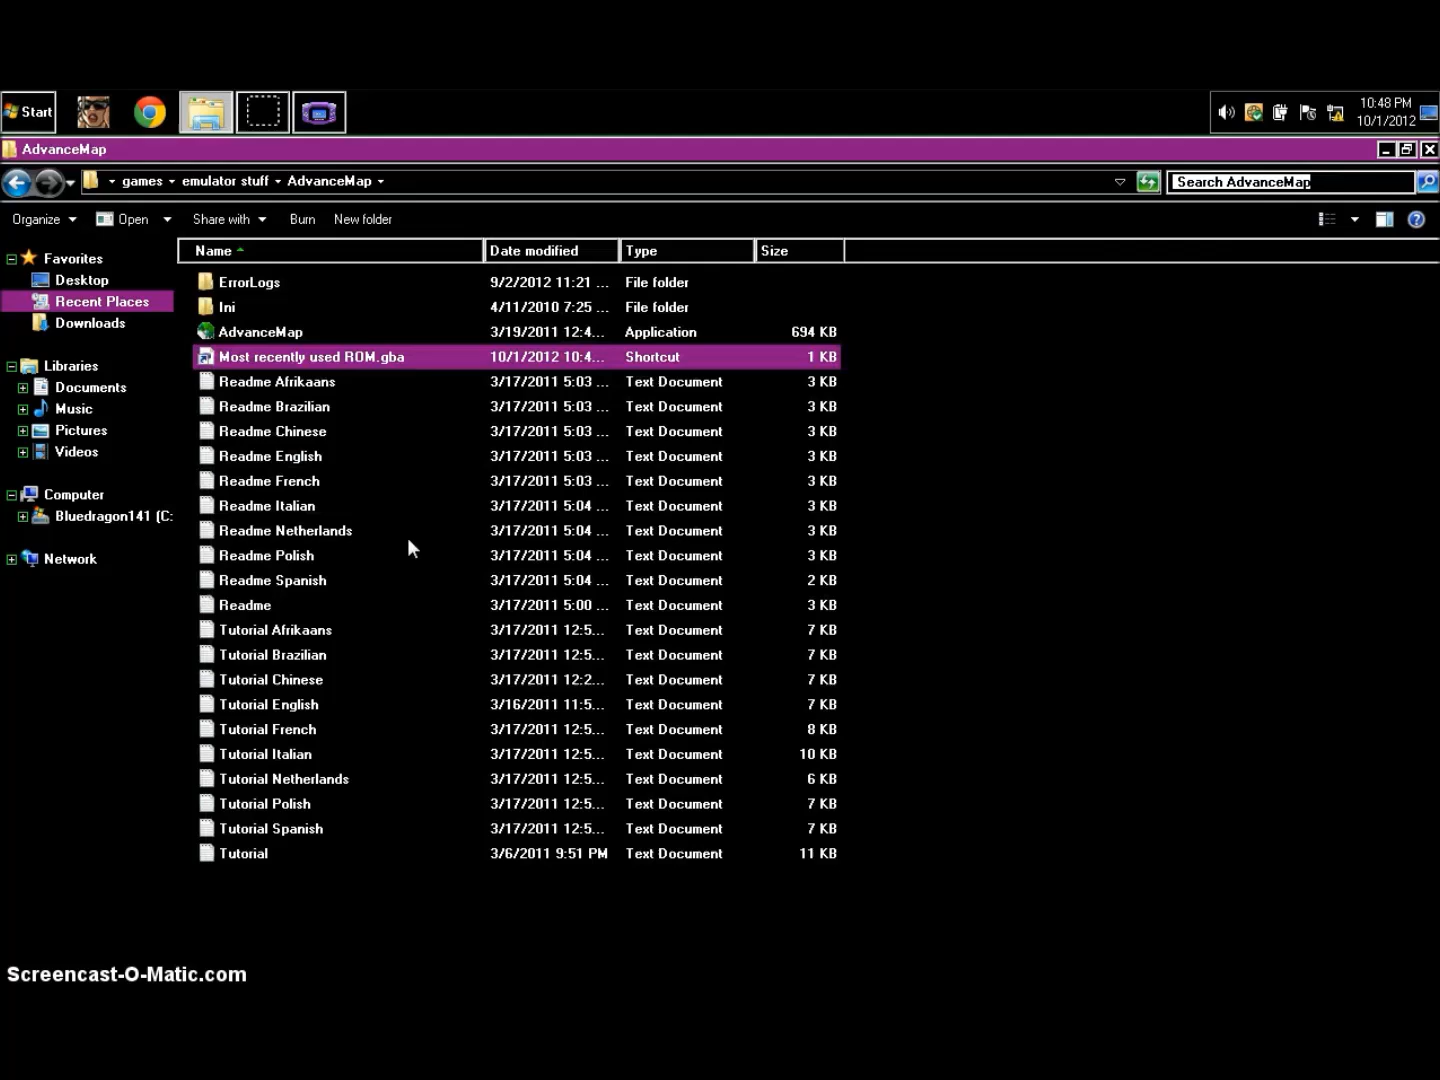 Start
10:48 PM
10/1/2012
AdvanceMap
games emulator stuff AdvanceMap
Search AdvanceMap
Organize Open Share with Burn New folder
Name Date modified Type Size
Favorites
Desktop
Recent Places
Downloads
Libraries
Documents
Music
Pictures
Videos
Computer
Bluedragon141 (C:
Network
ErrorLogs 9/2/2012 11:21 ... File folder
Ini 4/11/2010 7:25 ... File folder
AdvanceMap 3/19/2011 12:4... Application 694 KB
Most recently used ROM.gba 10/1/2012 10:4... Shortcut 1 KB
Readme Afrikaans 3/17/2011 5:03 ... Text Document 3 KB
Readme Brazilian 3/17/2011 5:03 ... Text Document 3 KB
Readme Chinese 3/17/2011 5:03 ... Text Document 3 KB
Readme English 3/17/2011 5:03 ... Text Document 3 KB
Readme French 3/17/2011 5:03 ... Text Document 3 KB
Readme Italian 3/17/2011 5:04 ... Text Document 3 KB
Readme Netherlands 3/17/2011 5:04 ... Text Document 3 KB
Readme Polish 3/17/2011 5:04 ... Text Document 3 KB
Readme Spanish 3/17/2011 5:04 ... Text Document 2 KB
Readme 3/17/2011 5:00 ... Text Document 3 KB
Tutorial Afrikaans 3/17/2011 12:5... Text Document 7 KB
Tutorial Brazilian 3/17/2011 12:5... Text Document 7 KB
Tutorial Chinese 3/17/2011 12:2... Text Document 7 KB
Tutorial English 3/16/2011 11:5... Text Document 7 KB
Tutorial French 3/17/2011 12:5... Text Document 8 KB
Tutorial Italian 3/17/2011 12:5... Text Document 10 KB
Tutorial Netherlands 3/17/2011 12:5... Text Document 6 KB
Tutorial Polish 3/17/2011 12:5... Text Document 7 KB
Tutorial Spanish 3/17/2011 12:5... Text Document 7 KB
Tutorial 3/6/2011 9:51 PM Text Document 11 KB
Screencast-O-Matic.com